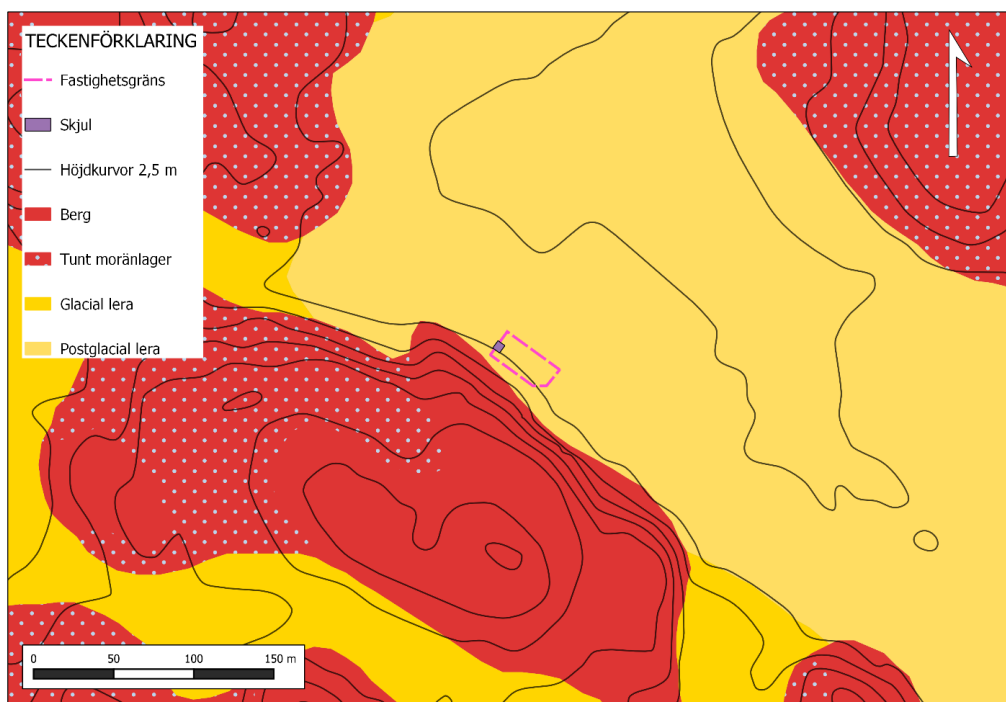 TECKENFÖRKLARING
Fastighetsgräns
Skjul
Höjdkurvor 2,5 m
Berg
Tunt moränlager
Glacial lera
Postglacial lera
0 50 100 150 m